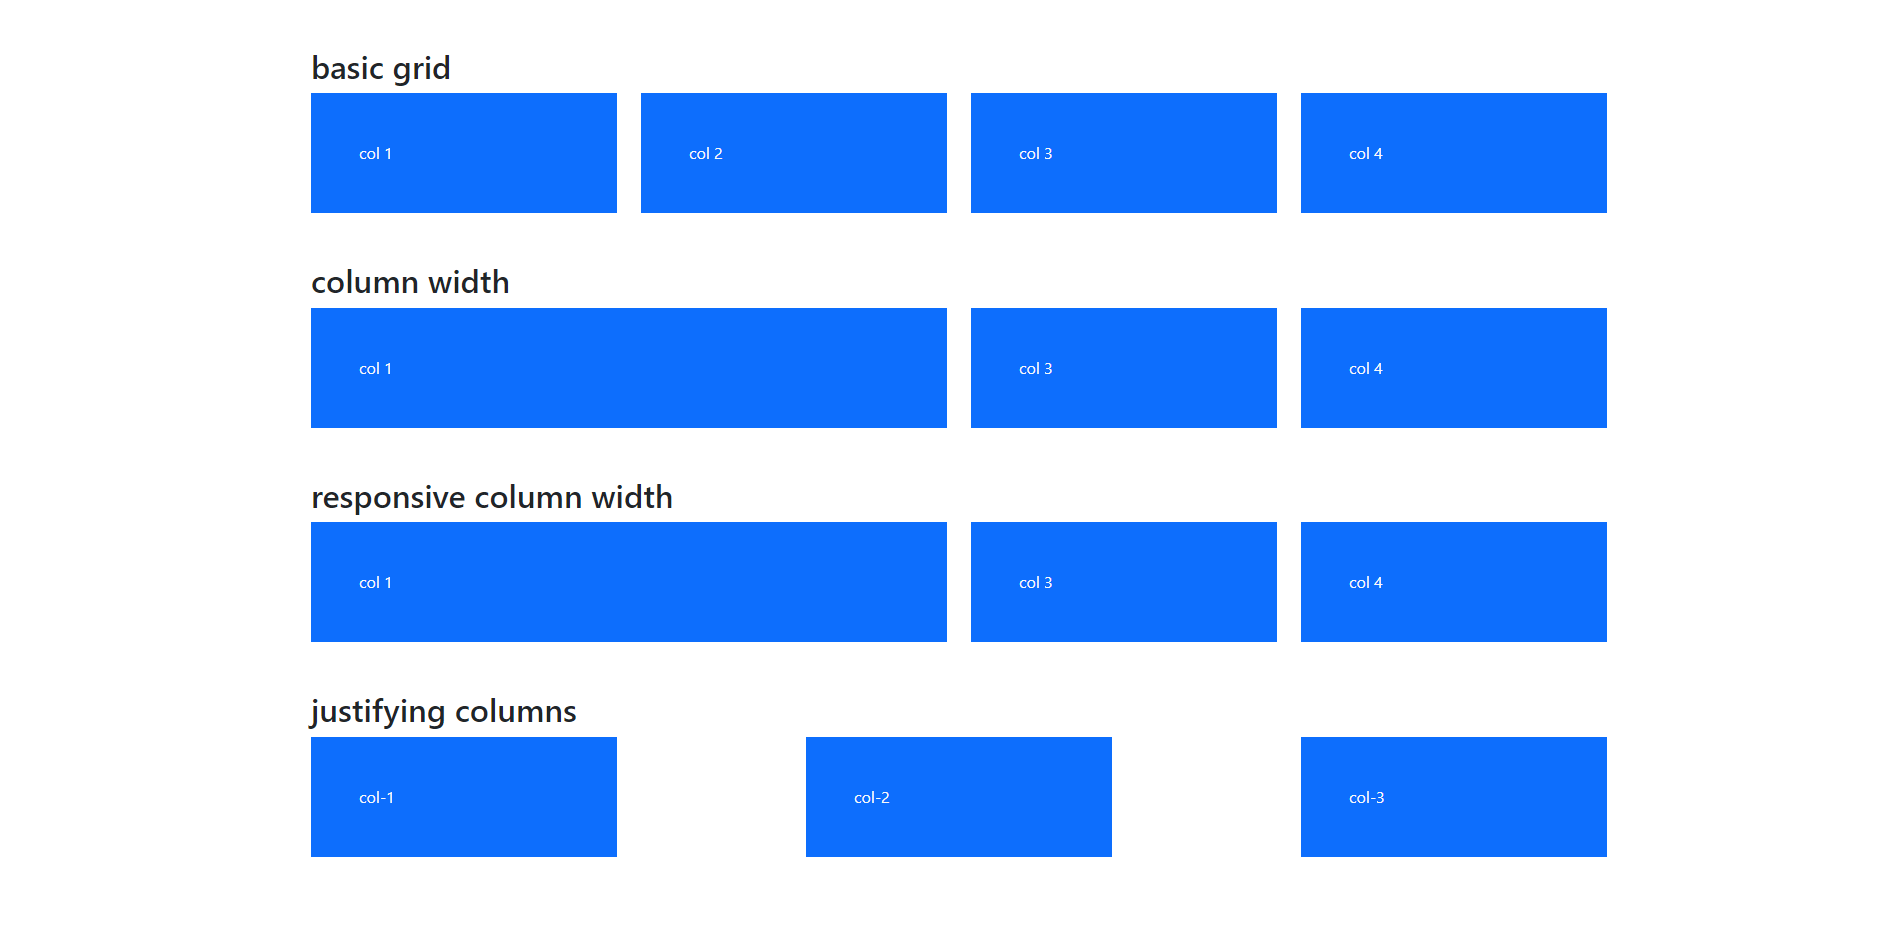 basic grid
col 1 col 2 col 3 col 4
column width
col 1 col 3 col 4
responsive column width
col 1 col 3 col 4
justifying columns
col-1 col-2 col-3